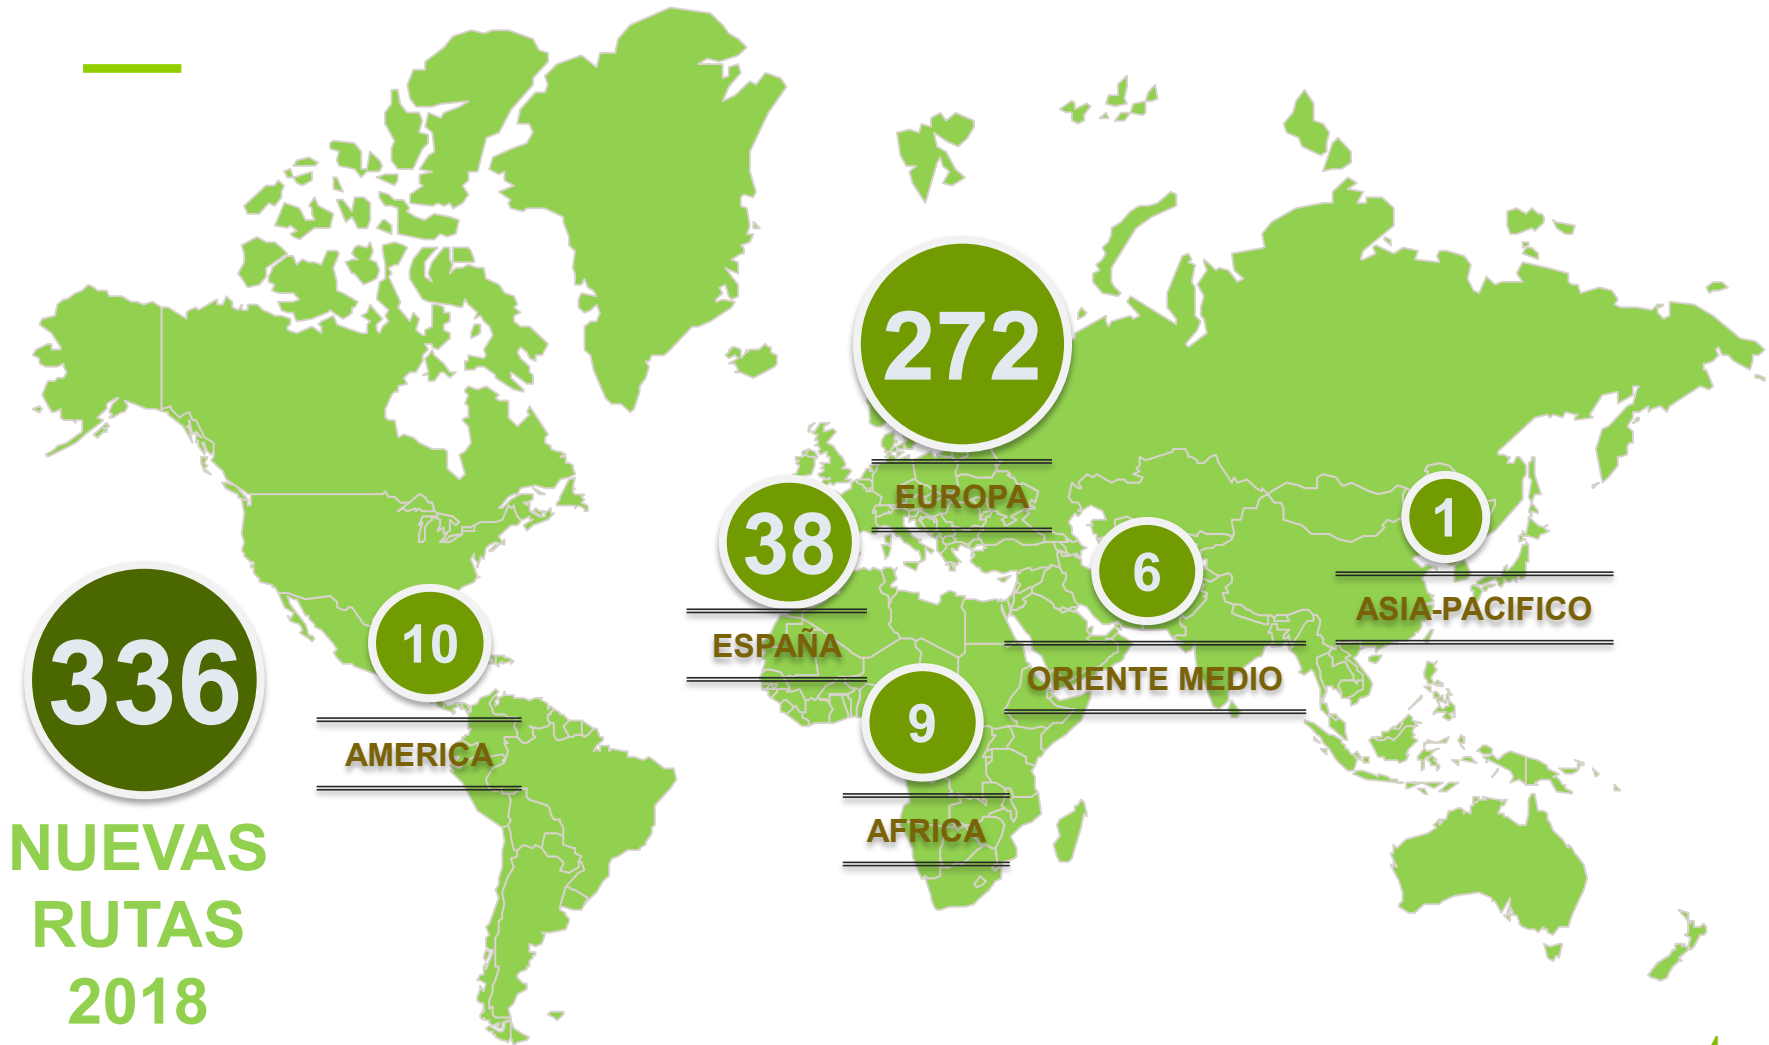 272
EUROPA
38
ESPAÑA
6
ORIENTE MEDIO
1
ASIA-PACIFICO
10
AMERICA
9
AFRICA
336
NUEVAS
RUTAS
2018